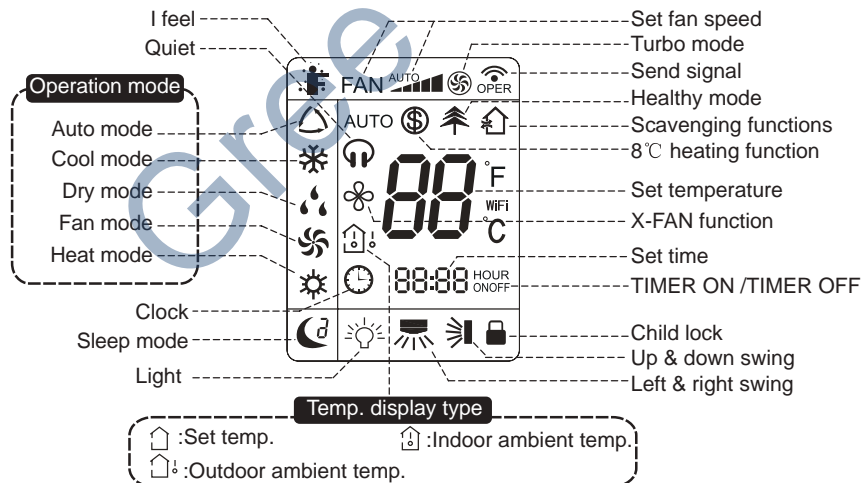 I feel
Quiet
Operation mode
Auto mode
Cool mode
Dry mode
Fan mode
Heat mode
Clock
Sleep mode
Light
FAN AUTO OPER
AUTO
88 °F
WiFi
°C
88:88 HOUR
ONOFF
Set fan speed
Turbo mode
Send signal
Healthy mode
Scavenging functions
8℃ heating function
Set temperature
X-FAN function
Set time
TIMER ON /TIMER OFF
Child lock
Up & down swing
Left & right swing
Temp. display type
:Set temp. :Indoor ambient temp.
:Outdoor ambient temp.
Gree